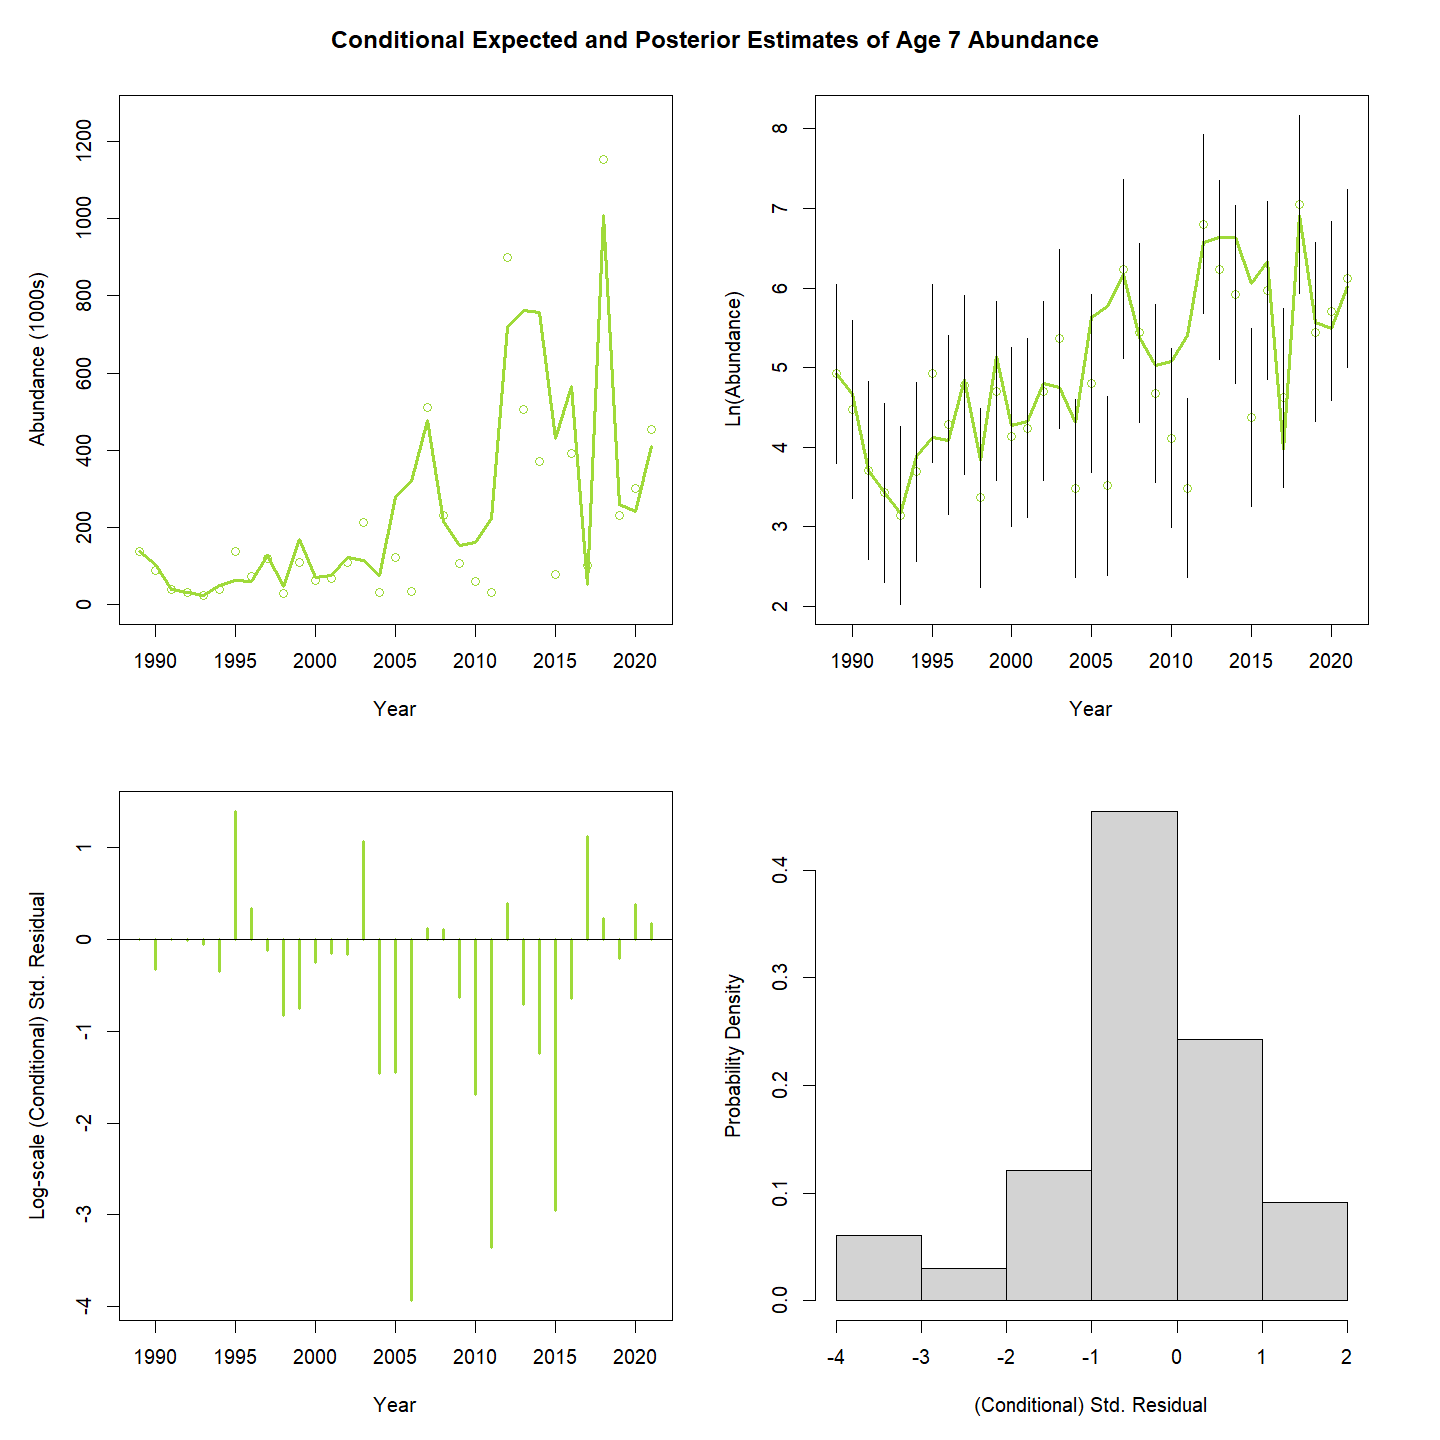 Conditional Expected and Posterior Estimates of Age 7 Abundance
Abundance (1000s)
0 200 400 600 800 1000 1200
1990 1995 2000 2005 2010 2015 2020
Year
Ln(Abundance)
2 3 4 5 6 7 8
1990 1995 2000 2005 2010 2015 2020
Year
Log-scale (Conditional) Std. Residual
-4 -3 -2 -1 0 1
1990 1995 2000 2005 2010 2015 2020
Year
Probability Density
0.0 0.1 0.2 0.3 0.4
-4 -3 -2 -1 0 1 2
(Conditional) Std. Residual